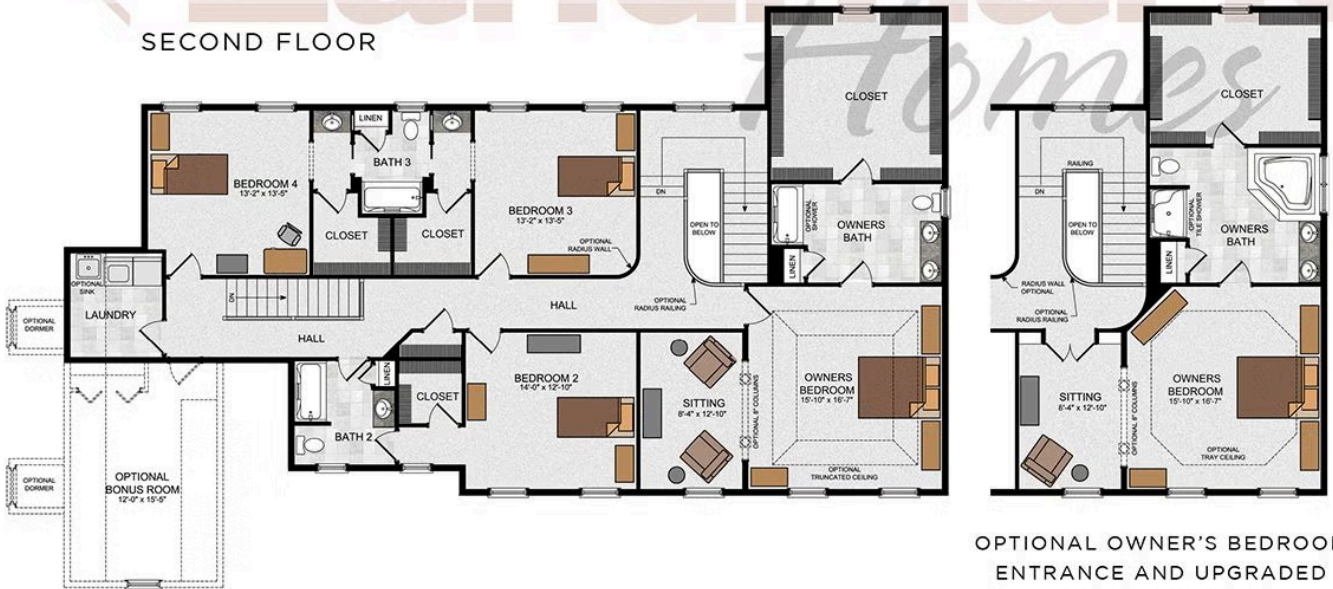 SECOND FLOOR
Homes
CLOSET
LINEN
BATH 3
BEDROOM 4
13'-2" x 13'-5"
BEDROOM 3
13'-2" x 13'-5"
CLOSET
CLOSET
OPTIONAL
RADIUS WALL
DN
OPEN TO
BELOW
OPTIONAL
SHOWER
OWNERS
BATH
LINEN
OPTIONAL
SINK
LAUNDRY
OPTIONAL
DORMER
DN
HALL
HALL
OPTIONAL
RADIUS RAILING
LINEN
CLOSET
BATH 2
BEDROOM 2
14'-0" x 12'-10"
SITTING
8'-4" x 12'-10"
OPTIONAL 8" COLUMNS
OWNERS
BEDROOM
15'-10" x 16'-7"
OPTIONAL
TRUNCATED CEILING
OPTIONAL
DORMER
OPTIONAL
BONUS ROOM
12'-0" x 15'-5"
CLOSET
RAILING
DN
OPEN TO
BELOW
OPTIONAL
TILE SHOWER
OWNERS
BATH
LINEN
RADIUS WALL
OPTIONAL
OPTIONAL
RADIUS RAILING
SITTING
8'-4" x 12'-10"
OPTIONAL 8" COLUMNS
OWNERS
BEDROOM
15'-10" x 16'-7"
OPTIONAL
TRAY CEILING
OPTIONAL OWNER'S BEDROOM
ENTRANCE AND UPGRADED